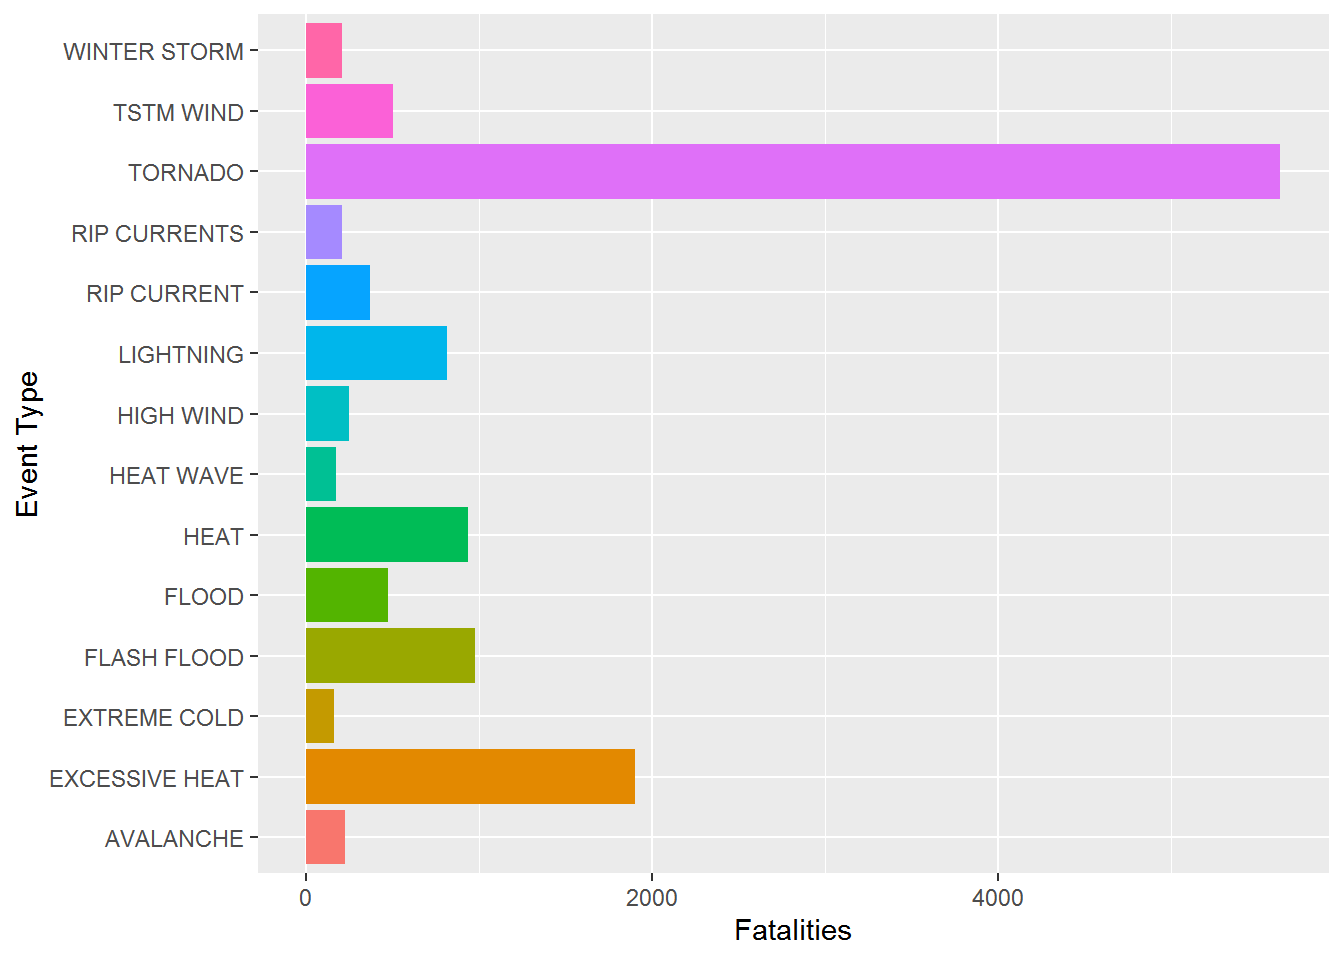 WINTER STORM
TSTM WIND
TORNADO
RIP CURRENTS
RIP CURRENT
LIGHTNING
HIGH WIND
HEAT WAVE
HEAT
FLOOD
FLASH FLOOD
EXTREME COLD
EXCESSIVE HEAT
AVALANCHE
Event Type
0 2000 4000
Fatalities